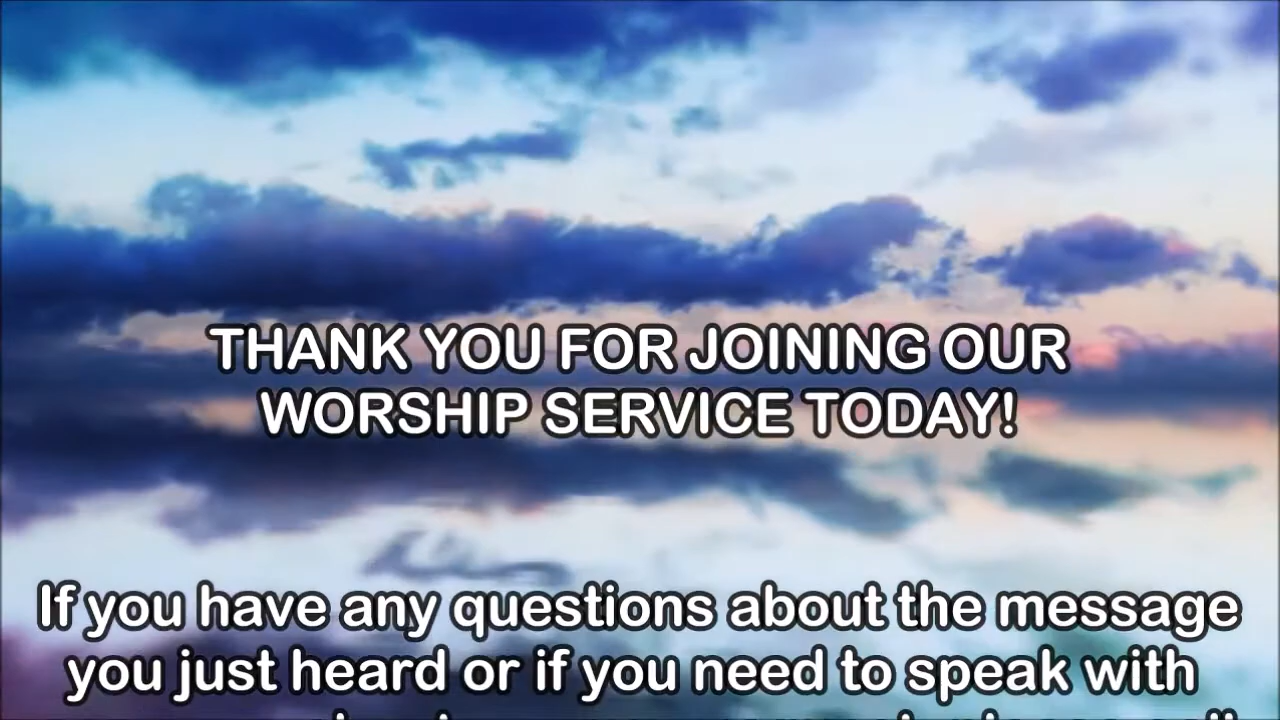 THANK YOU FOR JOINING OUR
WORSHIP SERVICE TODAY!
If you have any questions about the message
you just heard or if you need to speak with